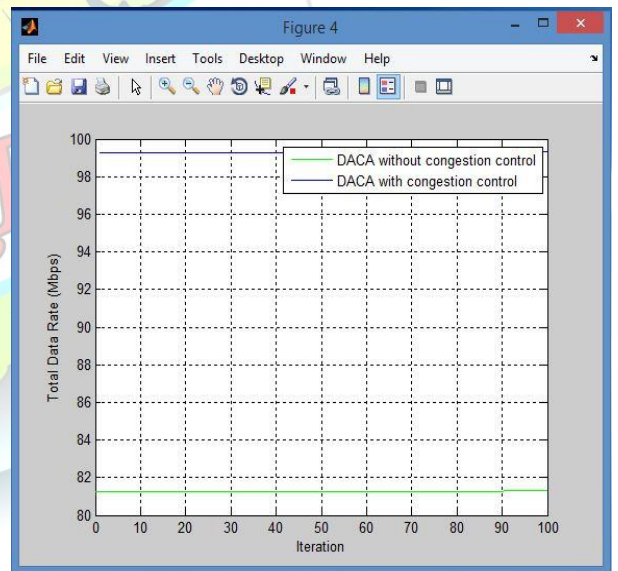 Figure 4
File Edit View Insert Tools Desktop Window Help
DACA without congestion control
DACA with congestion control
100
98
96
94
92
90
88
86
84
82
80
Total Data Rate (Mbps)
0 10 20 30 40 50 60 70 80 90 100
Iteration